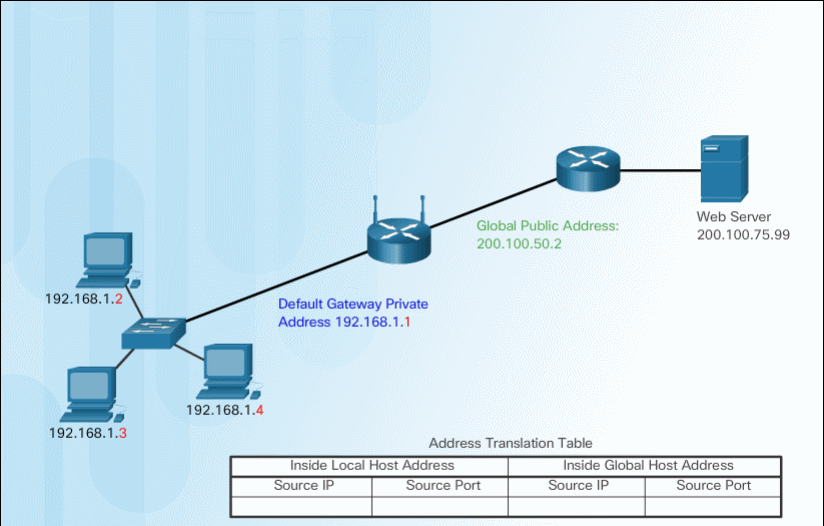 Web Server
200.100.75.99
Global Public Address:
200.100.50.2
192.168.1.2
Default Gateway Private
Address 192.168.1.1
192.168.1.4
192.168.1.3
Address Translation Table
Inside Local Host Address Inside Global Host Address
Source IP Source Port Source IP Source Port